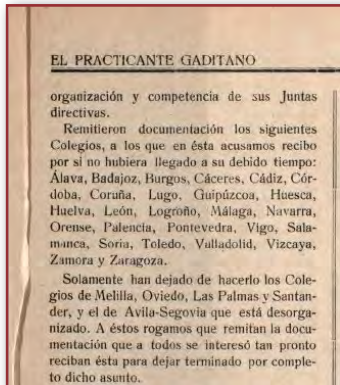 EL PRACTICANTE GADITANO
organización y competencia de sus Juntas
directivas.
Remitieron documentación los siguientes
Colegios, a los que en ésta acusamos recibo
por si no hubiera llegado a su debido tiempo:
Álava, Badajoz, Burgos, Cáceres, Cádiz, Cór-
doba, Coruña, Lugo, Guipúzcoa, Huesca,
Huelva, León, Logroño, Málaga, Navarra,
Orense, Palencia, Pontevedra, Vigo, Sala-
manca, Soria, Toledo, Valladolid, Vizcaya,
Zamora y Zaragoza.
Solamente han dejado de hacerlo los Cole-
gios de Melilla, Oviedo, Las Palmas y Santan-
der, y el de Avila-Segovia que está desorga-
nizado. A éstos rogamos que remitan la docu-
mentación que a todos se interesó tan pronto
reciban ésta para dejar terminado por comple-
to dicho asunto.